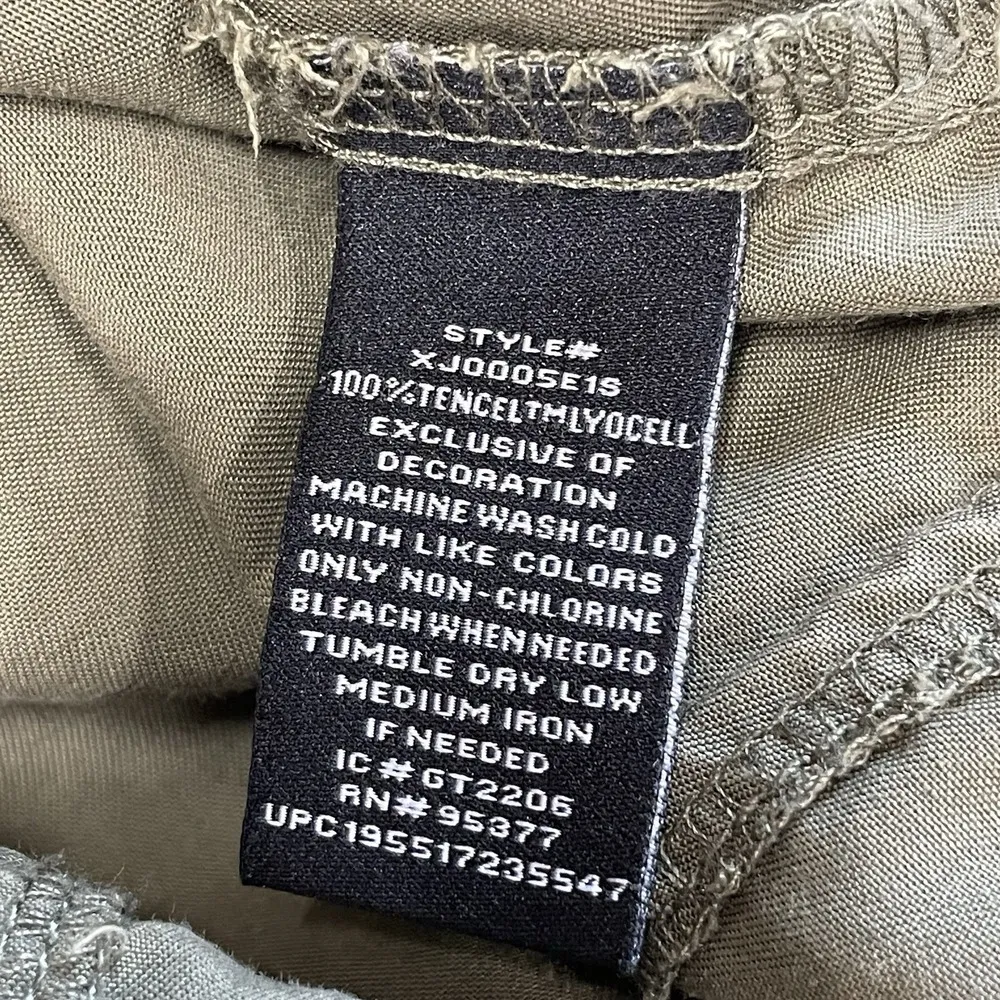 STYLE#
XJ0005E1S
100%TENCEL™LYOCELL
EXCLUSIVE OF
DECORATION
MACHINE WASH COLD
WITH LIKE COLORS
ONLY NON-CHLORINE
BLEACH WHEN NEEDED
TUMBLE DRY LOW
MEDIUM IRON
IF NEEDED
IC # GT2206
RN# 95377
UPC195517235547